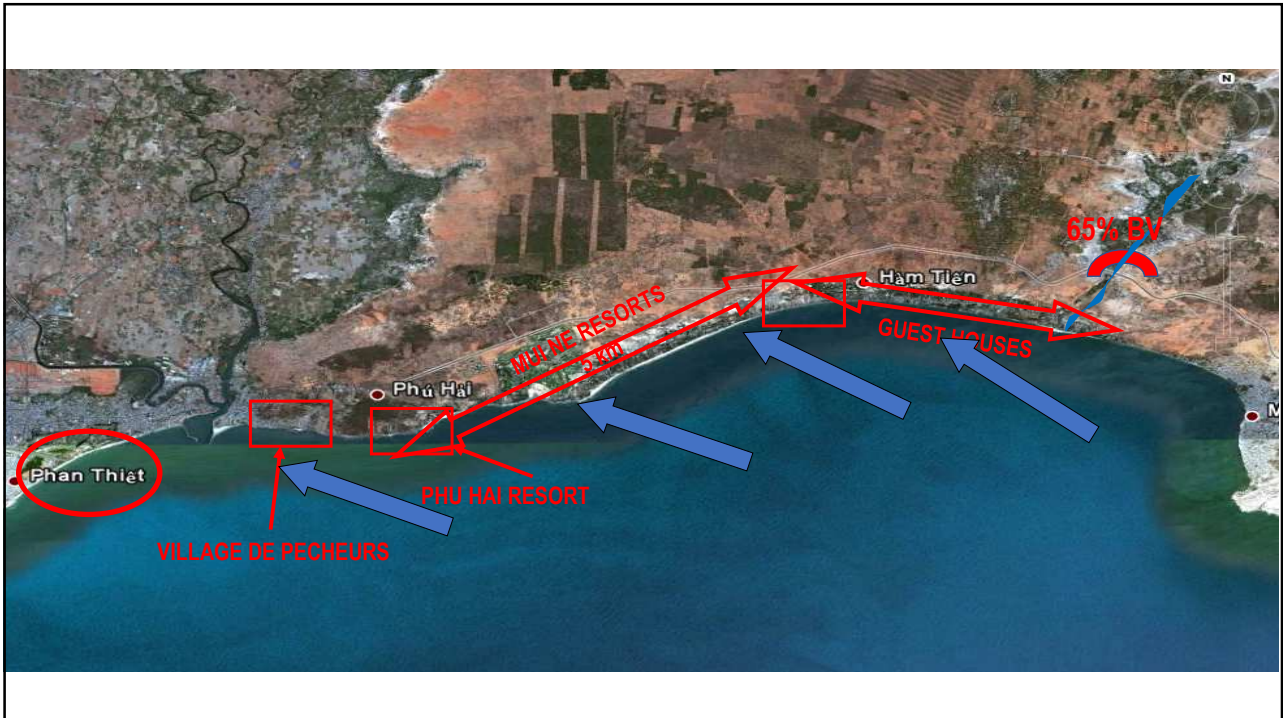 N
65% BV
Hàm Tiến
MUI NE RESORTS
5 km
GUEST HOUSES
Phú Hải
M
Phan Thiết
PHU HAI RESORT
VILLAGE DE PECHEURS